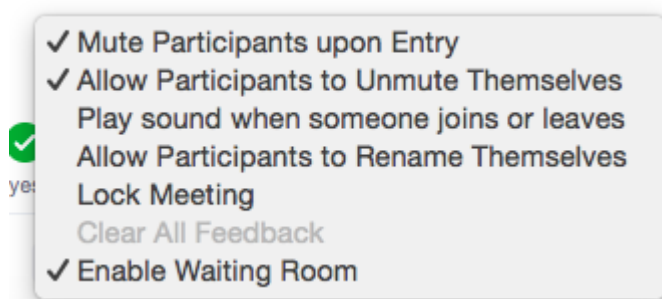 Mute Participants upon Entry
Allow Participants to Unmute Themselves
Play sound when someone joins or leaves
Allow Participants to Rename Themselves
Lock Meeting
Clear All Feedback
Enable Waiting Room